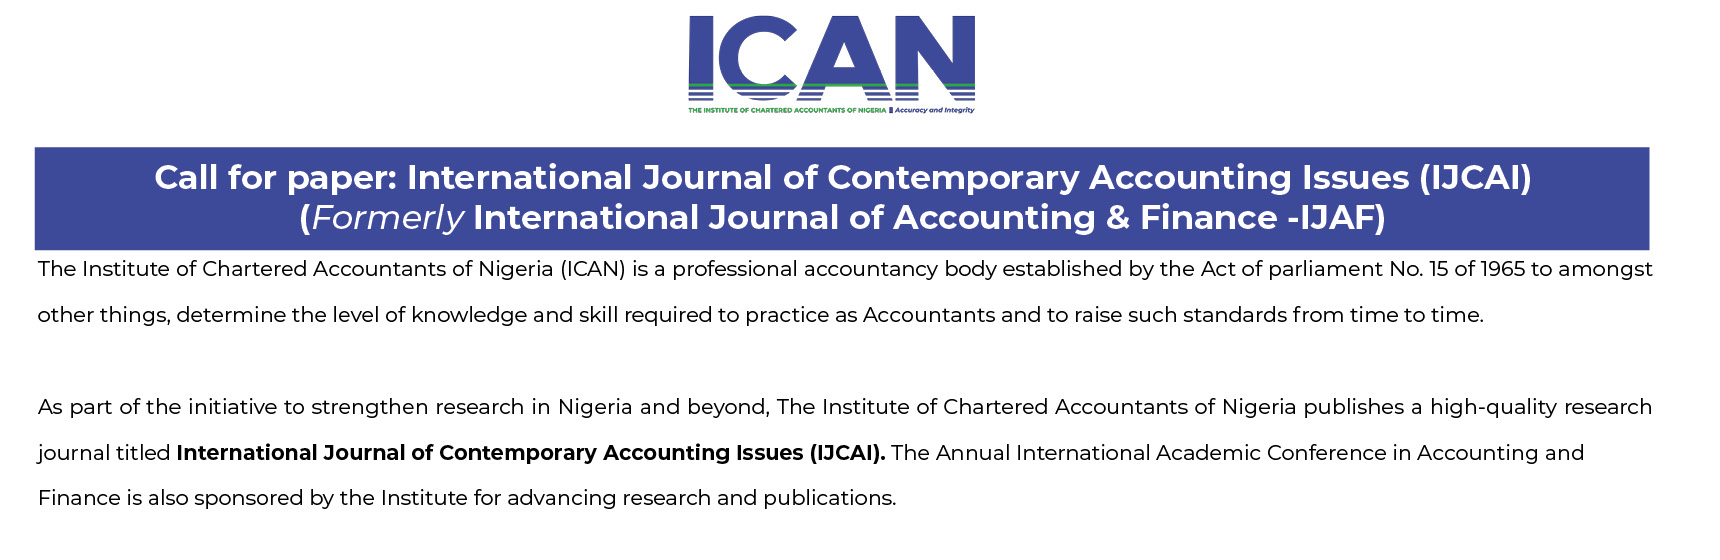 ICAN
THE INSTITUTE OF CHARTERED ACCOUNTANTS OF NIGERIA Accuracy and Integrity
Call for paper: International Journal of Contemporary Accounting Issues (IJCAI)
(Formerly International Journal of Accounting & Finance -IJAF)
The Institute of Chartered Accountants of Nigeria (ICAN) is a professional accountancy body established by the Act of parliament No. 15 of 1965 to amongst
other things, determine the level of knowledge and skill required to practice as Accountants and to raise such standards from time to time.
As part of the initiative to strengthen research in Nigeria and beyond, The Institute of Chartered Accountants of Nigeria publishes a high-quality research
journal titled International Journal of Contemporary Accounting Issues (IJCAI). The Annual International Academic Conference in Accounting and
Finance is also sponsored by the Institute for advancing research and publications.